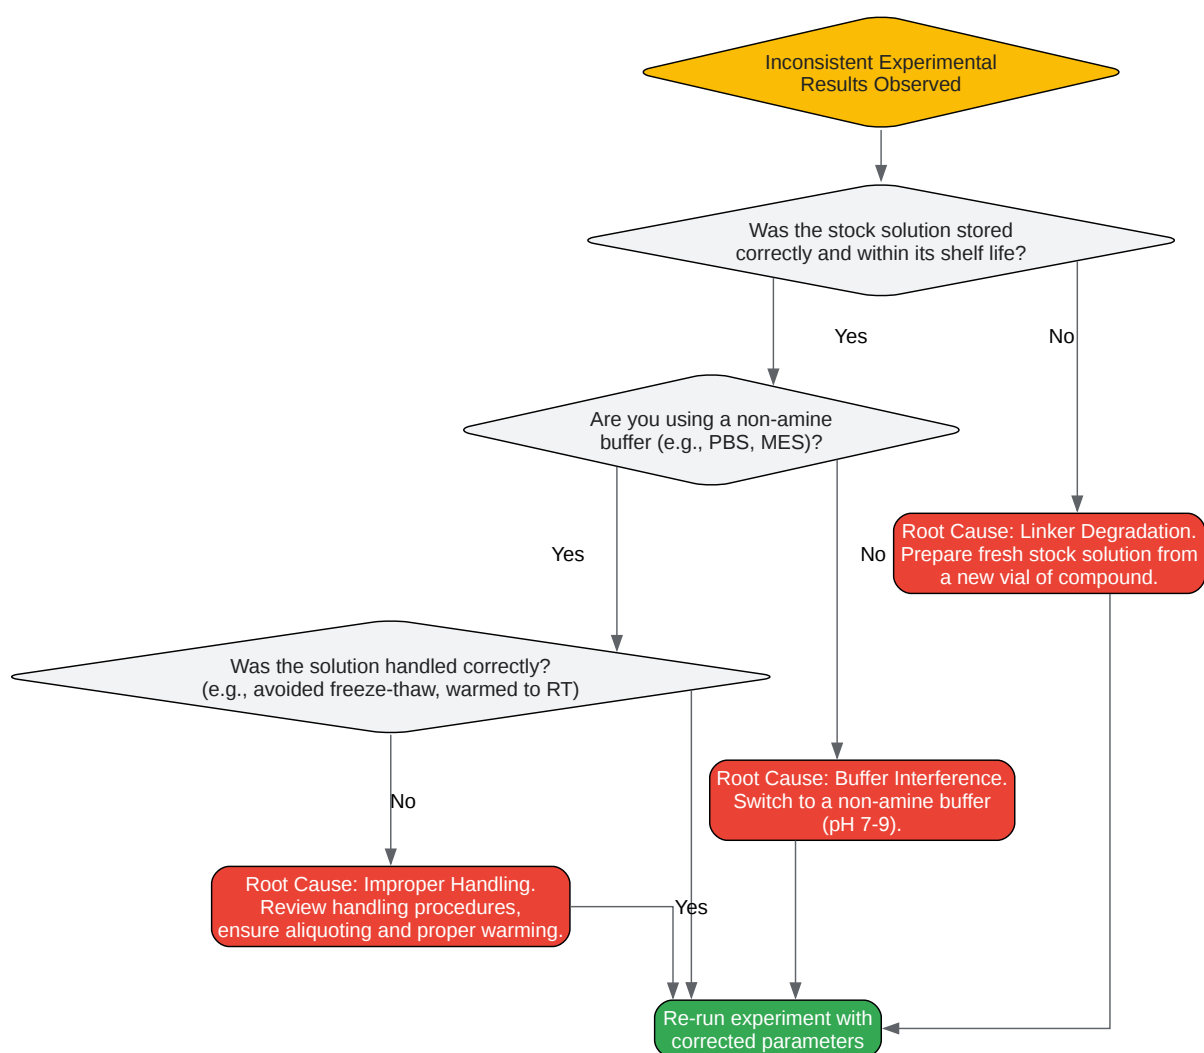 Inconsistent Experimental
Results Observed
Was the stock solution stored
correctly and within its shelf life?
Yes
No
Are you using a non-amine
buffer (e.g., PBS, MES)?
Yes
No
Root Cause: Linker Degradation.
Prepare fresh stock solution from
a new vial of compound.
Was the solution handled correctly?
(e.g., avoided freeze-thaw, warmed to RT)
No
Root Cause: Buffer Interference.
Switch to a non-amine buffer
(pH 7-9).
Root Cause: Improper Handling.
Review handling procedures,
ensure aliquoting and proper warming.
Yes
Re-run experiment with
corrected parameters